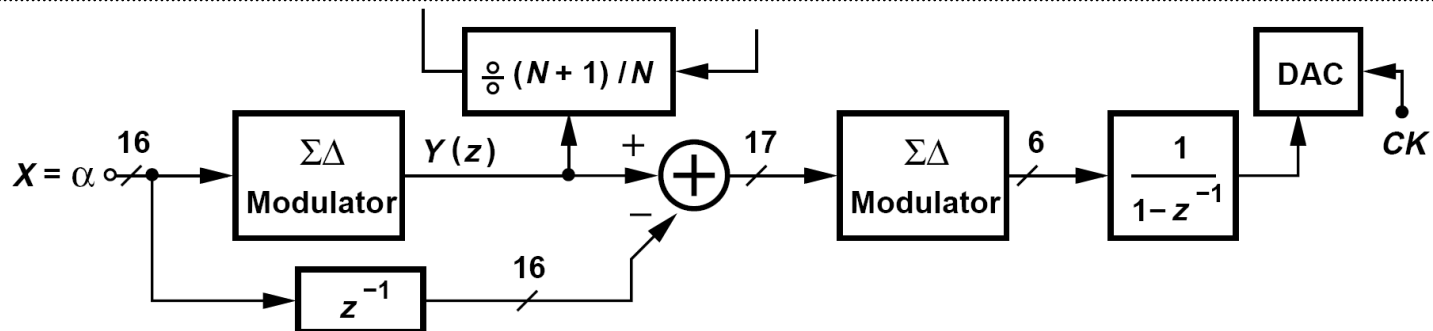 ÷ (N + 1) / N
DAC
CK
X = α
16
ΣΔ
Modulator
Y (z)
+
−
+
17
ΣΔ
Modulator
6
1
1− z⁻¹
z⁻¹
16